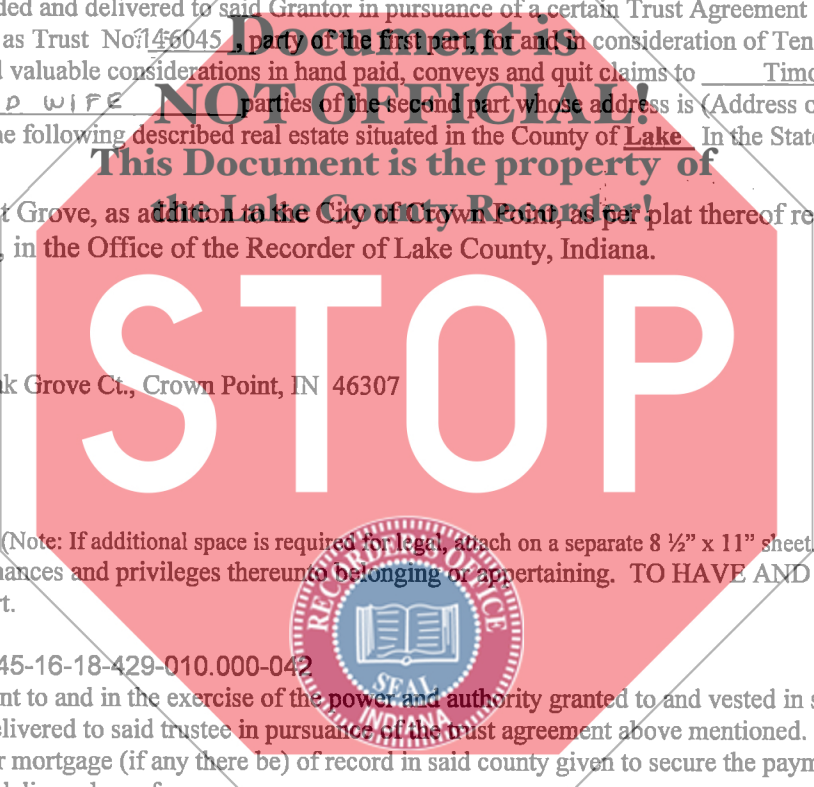 ded and delivered to said Grantor in pursuance of a certain Trust Agreement
Document is
as Trust No. 146045 , party of the first part, for and in consideration of Ten
valuable considerations in hand paid, conveys and quit claims to Timo
D WIFE parties of the second part whose address is (Address o
NOT OFFICIAL!
he following described real estate situated in the County of Lake In the State
This Document is the property of
the Lake County Recorder!
t Grove, as addition to the City of Crown Point, as per plat thereof re
, in the Office of the Recorder of Lake County, Indiana.
STOP
ak Grove Ct., Crown Point, IN 46307
(Note: If additional space is required for legal, attach on a separate 8 ½” x 11” sheet,
nances and privileges thereunto belonging or appertaining. TO HAVE AND
t.
RECORDER'S OFFICE
SEAL
INDIANA
45-16-18-429-010.000-042
nt to and in the exercise of the power and authority granted to and vested in s
elivered to said trustee in pursuance of the trust agreement above mentioned.
r mortgage (if any there be) of record in said county given to secure the paym